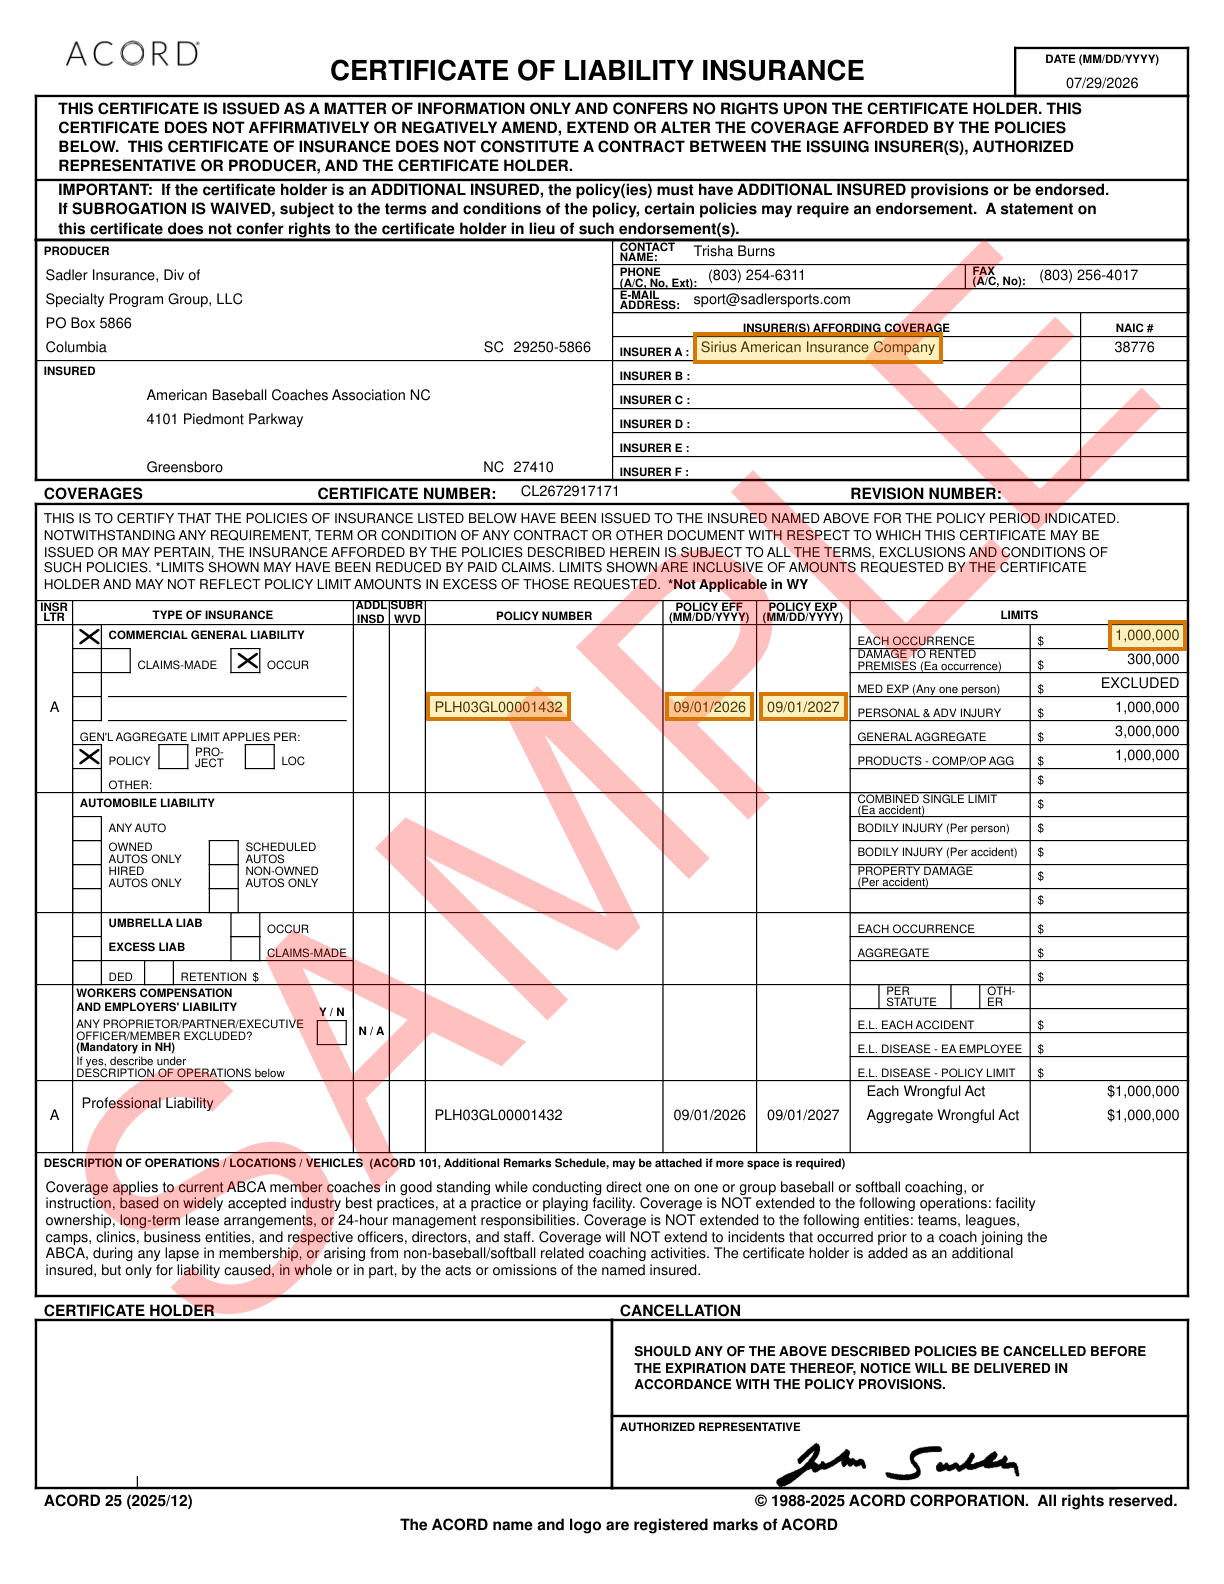 ACORD
CERTIFICATE OF LIABILITY INSURANCE
DATE (MM/DD/YYYY)
07/29/2026
THIS CERTIFICATE IS ISSUED AS A MATTER OF INFORMATION ONLY AND CONFERS NO RIGHTS UPON THE CERTIFICATE HOLDER. THIS
CERTIFICATE DOES NOT AFFIRMATIVELY OR NEGATIVELY AMEND, EXTEND OR ALTER THE COVERAGE AFFORDED BY THE POLICIES
BELOW. THIS CERTIFICATE OF INSURANCE DOES NOT CONSTITUTE A CONTRACT BETWEEN THE ISSUING INSURER(S), AUTHORIZED
REPRESENTATIVE OR PRODUCER, AND THE CERTIFICATE HOLDER.
IMPORTANT: If the certificate holder is an ADDITIONAL INSURED, the policy(ies) must have ADDITIONAL INSURED provisions or be endorsed.
If SUBROGATION IS WAIVED, subject to the terms and conditions of the policy, certain policies may require an endorsement. A statement on
this certificate does not confer rights to the certificate holder in lieu of such endorsement(s).
PRODUCER
Sadler Insurance, Div of
Specialty Program Group, LLC
PO Box 5866
Columbia SC 29250-5866
CONTACT NAME: Trisha Burns
PHONE (A/C, No, Ext): (803) 254-6311 FAX (A/C, No): (803) 256-4017
E-MAIL ADDRESS: sport@sadlersports.com
INSURER(S) AFFORDING COVERAGE NAIC #
INSURER A : Sirius American Insurance Company 38776
INSURED
American Baseball Coaches Association NC
4101 Piedmont Parkway
Greensboro NC 27410
INSURER B :
INSURER C :
INSURER D :
INSURER E :
INSURER F :
COVERAGES CERTIFICATE NUMBER: CL2672917171 REVISION NUMBER:
THIS IS TO CERTIFY THAT THE POLICIES OF INSURANCE LISTED BELOW HAVE BEEN ISSUED TO THE INSURED NAMED ABOVE FOR THE POLICY PERIOD INDICATED.
NOTWITHSTANDING ANY REQUIREMENT, TERM OR CONDITION OF ANY CONTRACT OR OTHER DOCUMENT WITH RESPECT TO WHICH THIS CERTIFICATE MAY BE
ISSUED OR MAY PERTAIN, THE INSURANCE AFFORDED BY THE POLICIES DESCRIBED HEREIN IS SUBJECT TO ALL THE TERMS, EXCLUSIONS AND CONDITIONS OF
SUCH POLICIES. *LIMITS SHOWN MAY HAVE BEEN REDUCED BY PAID CLAIMS. LIMITS SHOWN ARE INCLUSIVE OF AMOUNTS REQUESTED BY THE CERTIFICATE
HOLDER AND MAY NOT REFLECT POLICY LIMIT AMOUNTS IN EXCESS OF THOSE REQUESTED. *Not Applicable in WY
INSR LTR TYPE OF INSURANCE ADDL INSD SUBR WVD POLICY NUMBER POLICY EFF (MM/DD/YYYY) POLICY EXP (MM/DD/YYYY) LIMITS
X COMMERCIAL GENERAL LIABILITY
CLAIMS-MADE X OCCUR
A PLH03GL00001432 09/01/2026 09/01/2027
GEN'L AGGREGATE LIMIT APPLIES PER:
X POLICY PRO-JECT LOC
OTHER:
EACH OCCURRENCE $ 1,000,000
DAMAGE TO RENTED PREMISES (Ea occurrence) $ 300,000
MED EXP (Any one person) $ EXCLUDED
PERSONAL & ADV INJURY $ 1,000,000
GENERAL AGGREGATE $ 3,000,000
PRODUCTS - COMP/OP AGG $ 1,000,000
$
AUTOMOBILE LIABILITY
ANY AUTO
OWNED AUTOS ONLY SCHEDULED AUTOS
HIRED AUTOS ONLY NON-OWNED AUTOS ONLY
COMBINED SINGLE LIMIT (Ea accident) $
BODILY INJURY (Per person) $
BODILY INJURY (Per accident) $
PROPERTY DAMAGE (Per accident) $
$
UMBRELLA LIAB OCCUR
EXCESS LIAB CLAIMS-MADE
DED RETENTION $
EACH OCCURRENCE $
AGGREGATE $
$
WORKERS COMPENSATION
AND EMPLOYERS' LIABILITY
Y / N
ANY PROPRIETOR/PARTNER/EXECUTIVE
OFFICER/MEMBER EXCLUDED?
(Mandatory in NH)
If yes, describe under
DESCRIPTION OF OPERATIONS below
N / A
PER STATUTE OTH-ER
E.L. EACH ACCIDENT $
E.L. DISEASE - EA EMPLOYEE $
E.L. DISEASE - POLICY LIMIT $
A Professional Liability PLH03GL00001432 09/01/2026 09/01/2027
Each Wrongful Act $1,000,000
Aggregate Wrongful Act $1,000,000
DESCRIPTION OF OPERATIONS / LOCATIONS / VEHICLES (ACORD 101, Additional Remarks Schedule, may be attached if more space is required)
Coverage applies to current ABCA member coaches in good standing while conducting direct one on one or group baseball or softball coaching, or
instruction, based on widely accepted industry best practices, at a practice or playing facility. Coverage is NOT extended to the following operations: facility
ownership, long-term lease arrangements, or 24-hour management responsibilities. Coverage is NOT extended to the following entities: teams, leagues,
camps, clinics, business entities, and respective officers, directors, and staff. Coverage will NOT extend to incidents that occurred prior to a coach joining the
ABCA, during any lapse in membership, or arising from non-baseball/softball related coaching activities. The certificate holder is added as an additional
insured, but only for liability caused, in whole or in part, by the acts or omissions of the named insured.
CERTIFICATE HOLDER
CANCELLATION
SHOULD ANY OF THE ABOVE DESCRIBED POLICIES BE CANCELLED BEFORE
THE EXPIRATION DATE THEREOF, NOTICE WILL BE DELIVERED IN
ACCORDANCE WITH THE POLICY PROVISIONS.
AUTHORIZED REPRESENTATIVE
John Sadler
ACORD 25 (2025/12)
© 1988-2025 ACORD CORPORATION. All rights reserved.
The ACORD name and logo are registered marks of ACORD
SAMPLE